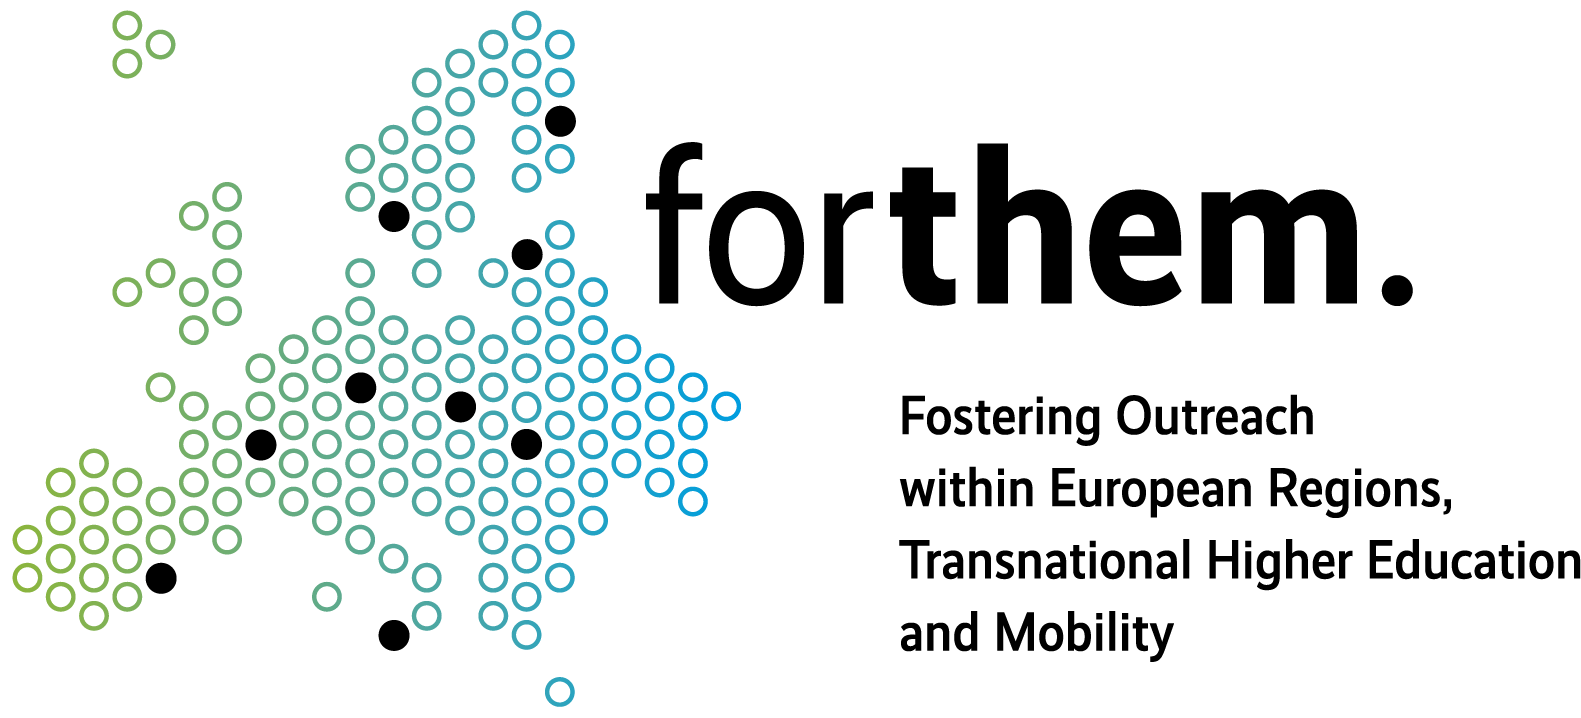 forthem.
Fostering Outreach
within European Regions,
Transnational Higher Education
and Mobility